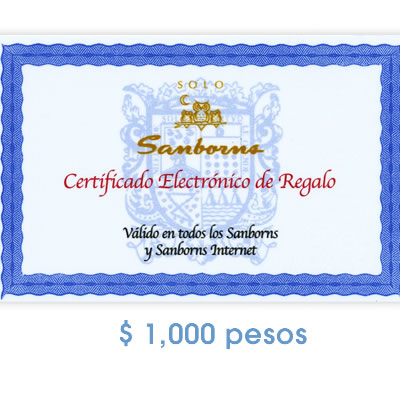 SOLO
Sanborns
Certificado Electrónico de Regalo
Válido en todos los Sanborns
y Sanborns Internet
$ 1,000 pesos